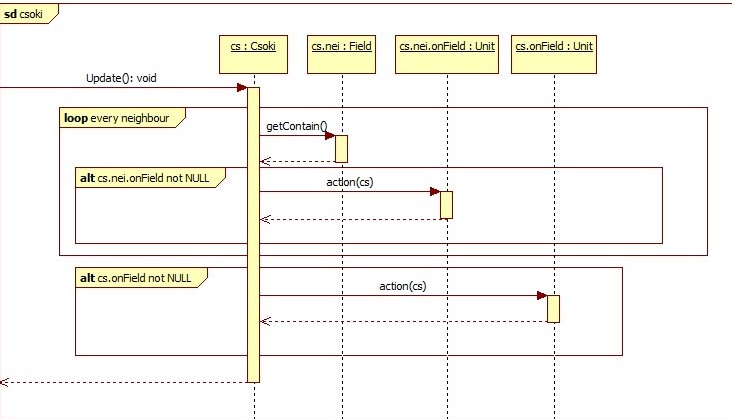 sd csoki
cs : Csoki
cs.nei : Field
cs.nei.onField : Unit
cs.onField : Unit
Update(): void
loop every neighbour
getContain()
alt cs.nei.onField not NULL
action(cs)
alt cs.onField not NULL
action(cs)